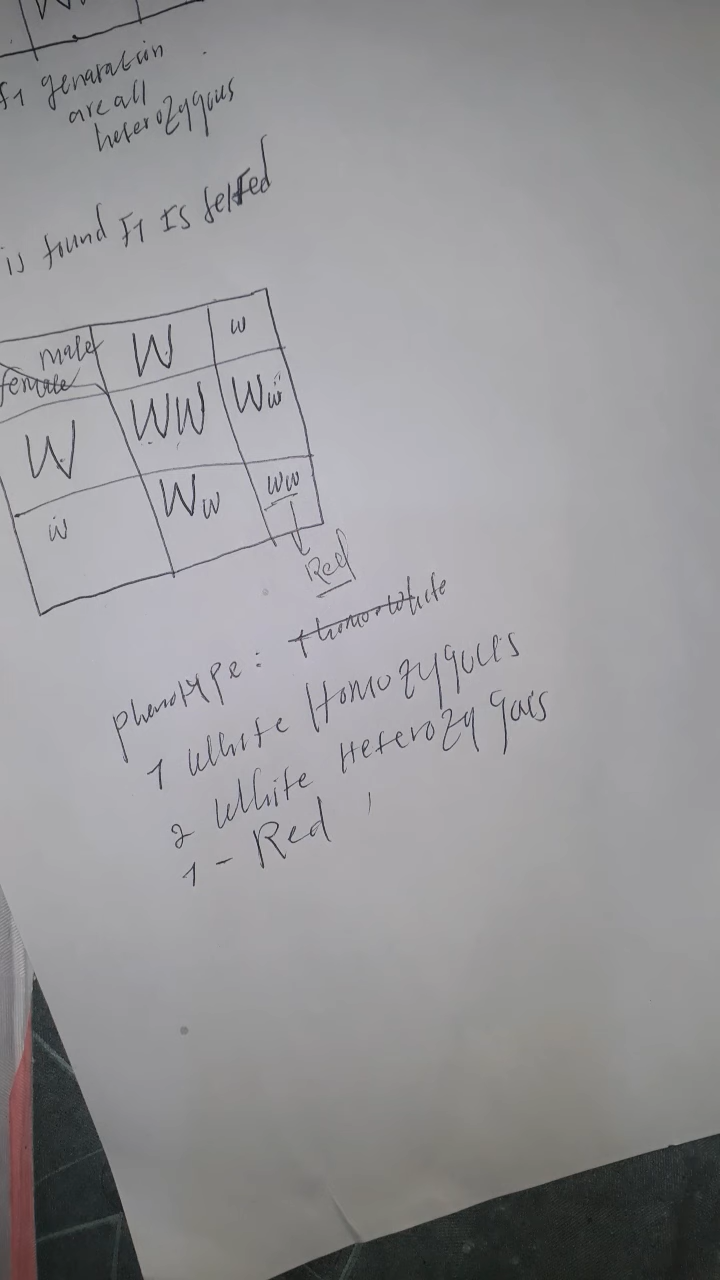 F1 genaration
are all
heterozygous
is found F1 Is selfed
male W w
female
W WW Ww
w Ww ww
Red
phenotype: Homo White
1 White Homozygous
2 White Heterozygous
1 - Red